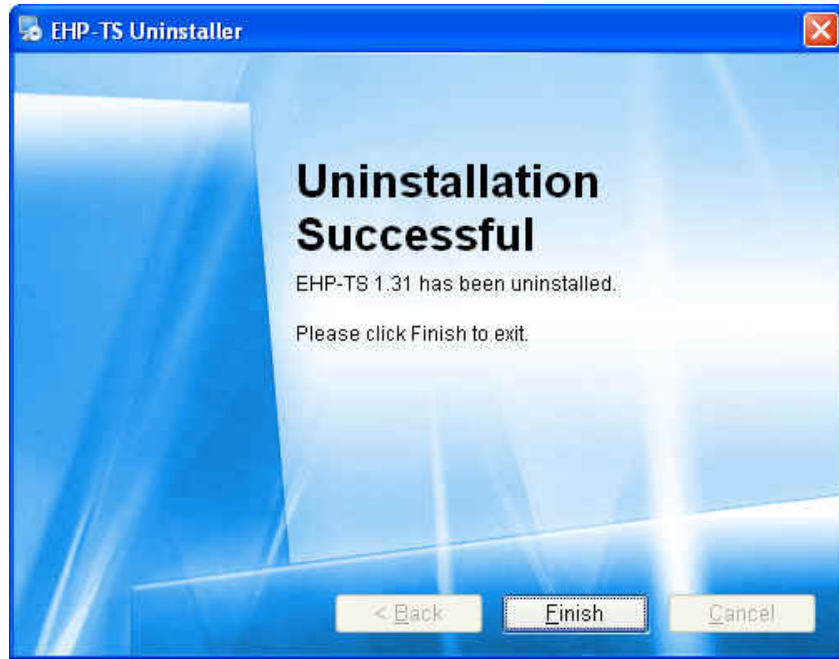 EHP-TS Uninstaller
Uninstallation
Successful
EHP-TS 1.31 has been uninstalled.
Please click Finish to exit.
< Back
Finish
Cancel